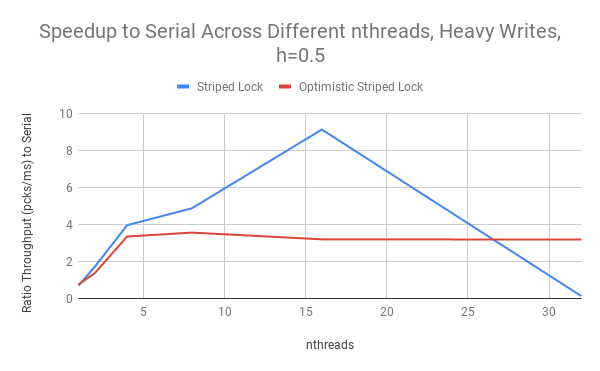 Speedup to Serial Across Different nthreads, Heavy Writes,
h=0.5
Striped Lock
Optimistic Striped Lock
Ratio Throughput (pcks/ms) to Serial
10
8
6
4
2
0
5
10
15
20
25
30
nthreads